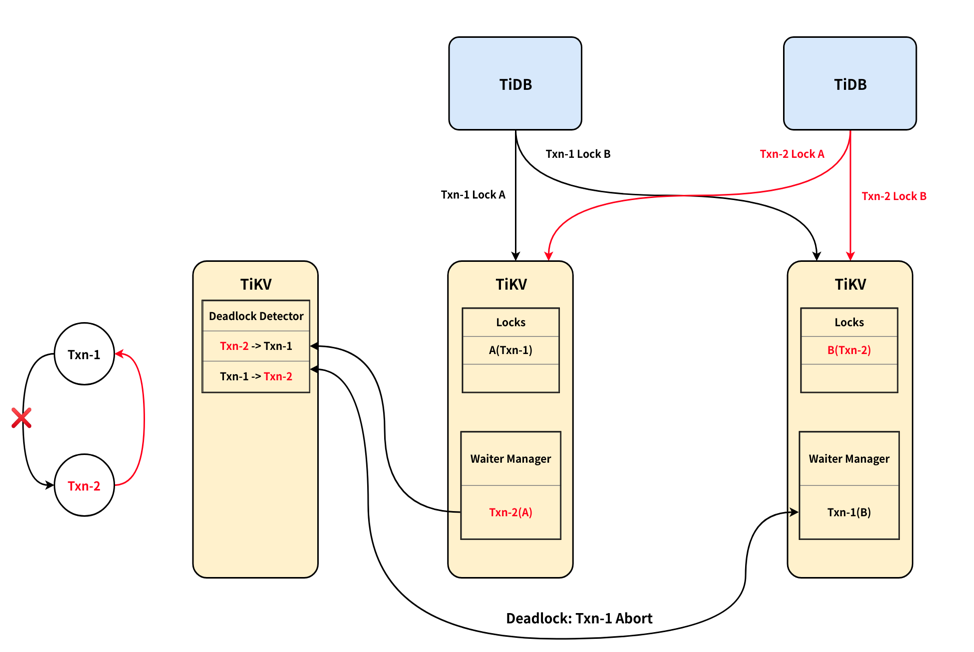 TiDB
TiDB
Txn-1 Lock B
Txn-2 Lock A
Txn-1 Lock A
Txn-2 Lock B
TiKV
Deadlock Detector
Txn-2 -> Txn-1
Txn-1 -> Txn-2
TiKV
Locks
A(Txn-1)
Waiter Manager
Txn-2(A)
TiKV
Locks
B(Txn-2)
Waiter Manager
Txn-1(B)
Txn-1
Txn-2
Deadlock: Txn-1 Abort